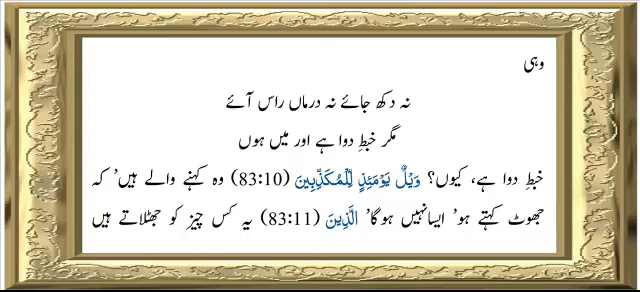 وہی
نہ دکھ جائے نہ درماں راس آئے
مگر خبطِ دوا ہے اور میں ہوں
خبطِ دوا ہے، کیوں؟ وَيْلٌ يَوْمَئِذٍ لِّلْمُكَذِّبِينَ (83:10) وہ کہنے والے ہیں’ کہ
جھوٹ کہتے ہو’ ایسا نہیں ہوگا’ الَّذِينَ (83:11) یہ کس چیز کو جھٹلاتے ہیں